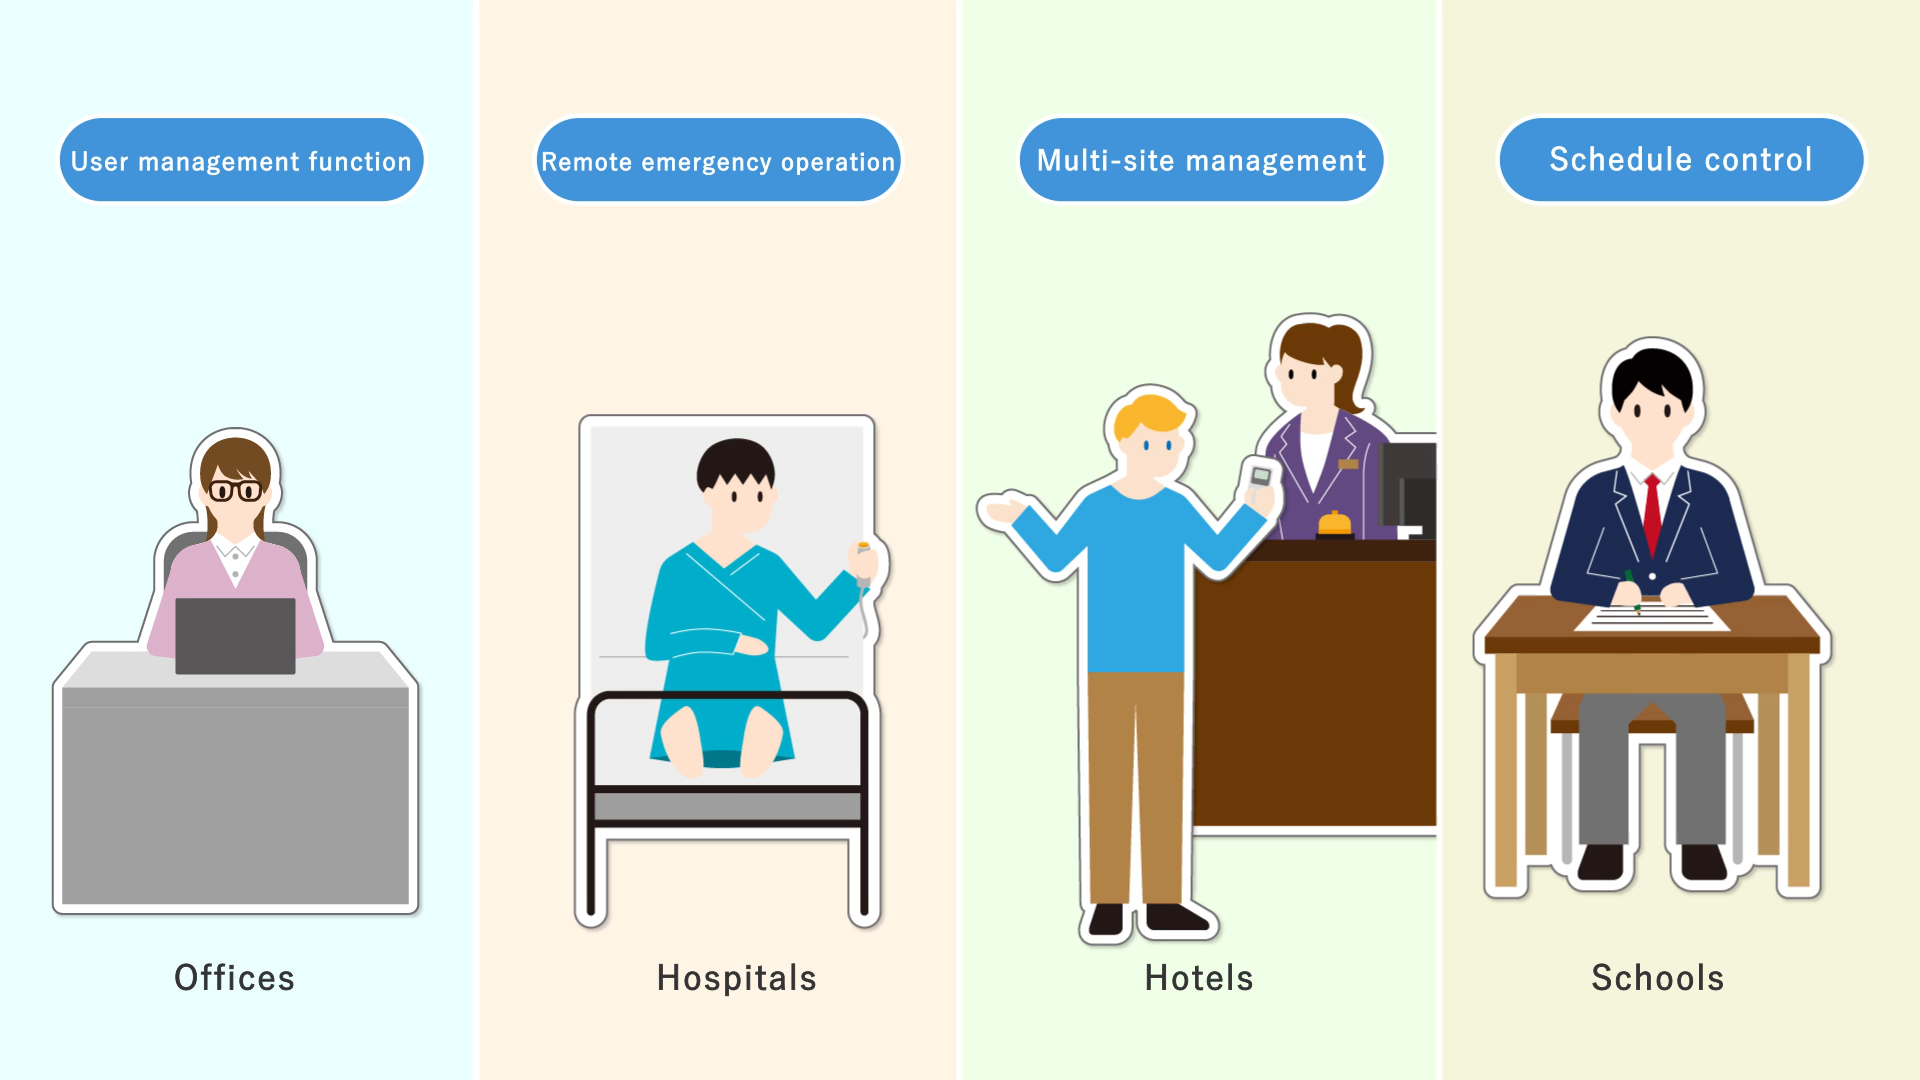 User management function
Remote emergency operation
Multi-site management
Schedule control
Offices
Hospitals
Hotels
Schools